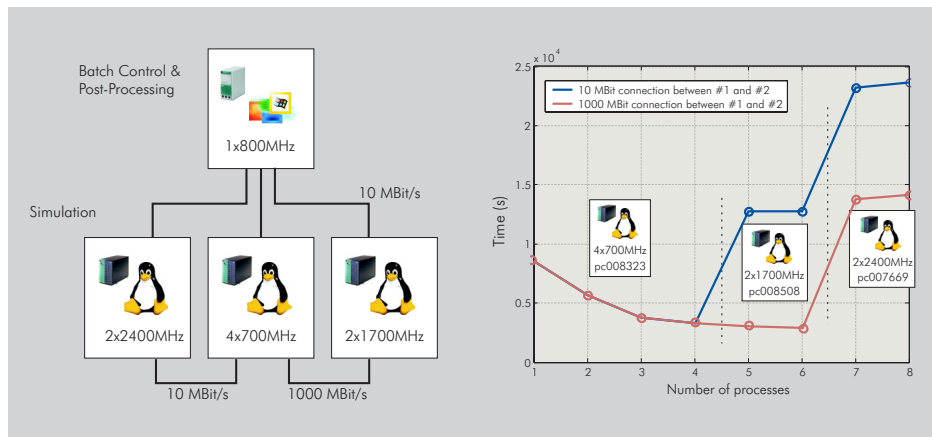 Batch Control &
Post-Processing
1x800MHz
10 MBit/s
Simulation
2x2400MHz
4x700MHz
2x1700MHz
10 MBit/s
1000 MBit/s
x 10⁴
2.5
2
1.5
1
0.5
0
Time (s)
10 MBit connection between #1 and #2
1000 MBit connection between #1 and #2
4x700MHz
pc008323
2x1700MHz
pc008508
2x2400MHz
pc007669
1 2 3 4 5 6 7 8
Number of processes